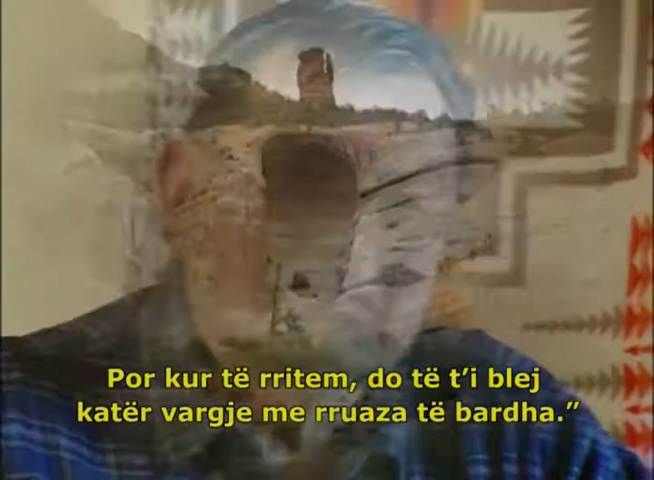 Por kur të rritem, do të t’i blej
katër vargje me rruaza të bardha.”